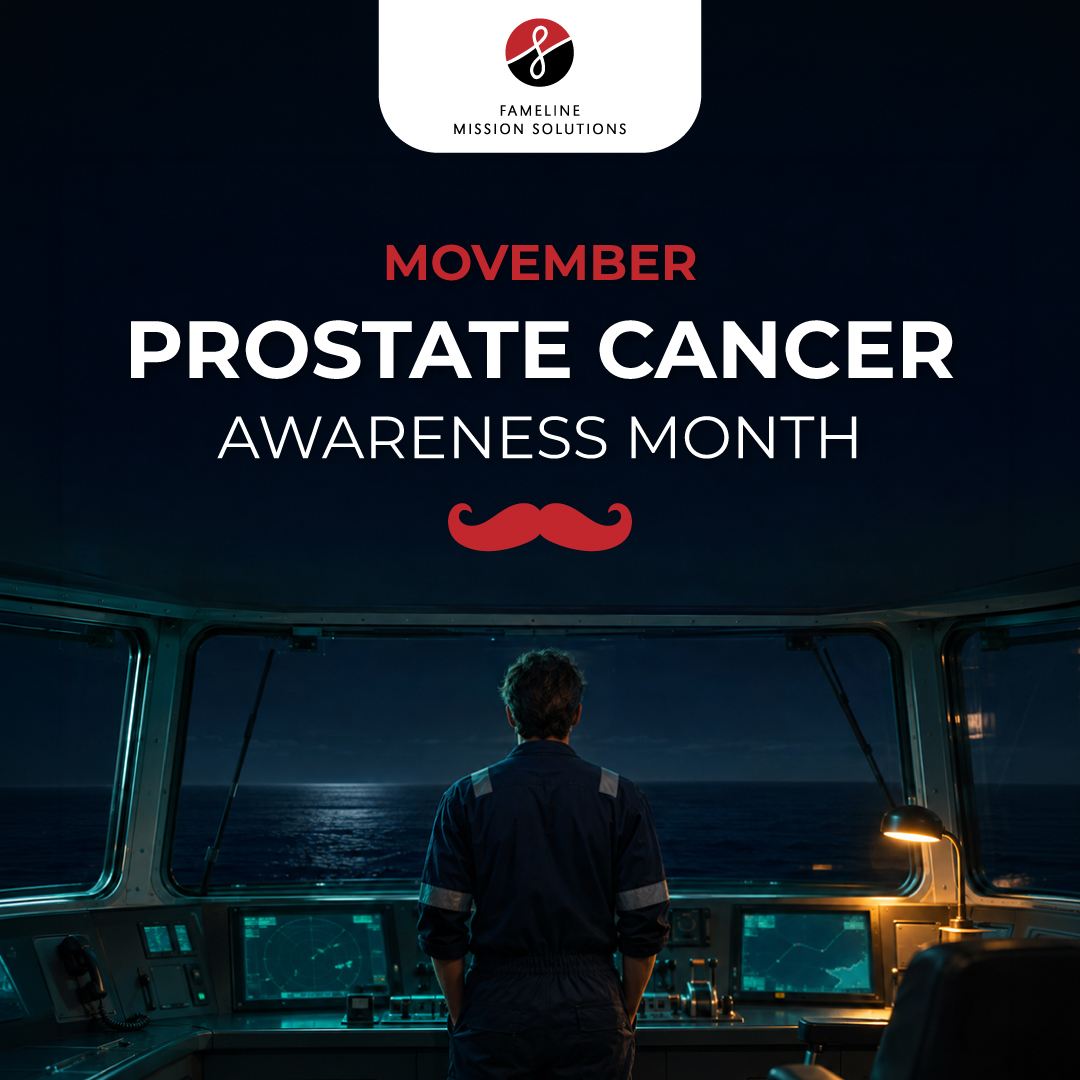 FAMELINE
MISSION SOLUTIONS
MOVEMBER
PROSTATE CANCER
AWARENESS MONTH